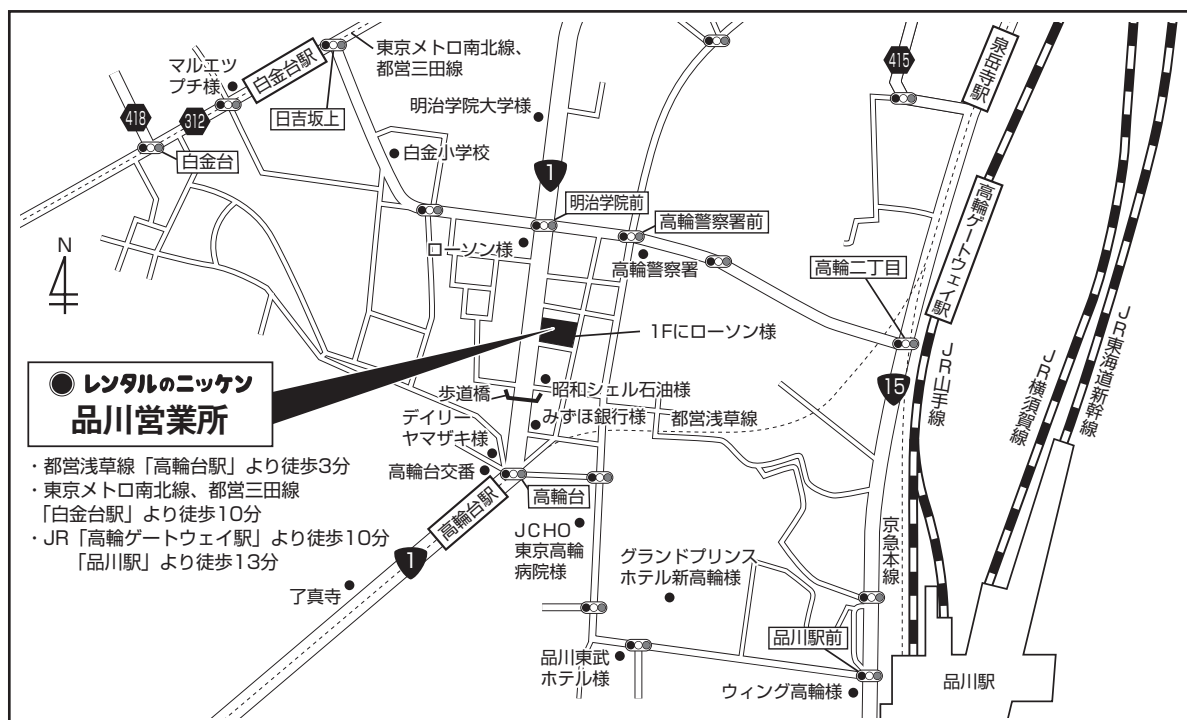 東京メトロ南北線、
都営三田線
415
泉岳寺駅
マルエツ
プチ様
白金台駅
明治学院大学様
418
312
日吉坂上
白金台
白金小学校
1
明治学院前
高輪警察署前
高輪ゲートウェイ駅
ローソン様
高輪警察署
高輪二丁目
N
1Fにローソン様
JR山手線
JR横須賀線
JR東海道新幹線
15
レンタルのニッケン
品川営業所
歩道橋
昭和シェル石油様
デイリー
ヤマザキ様
みずほ銀行様
都営浅草線
・都営浅草線「高輪台駅」より徒歩3分
・東京メトロ南北線、都営三田線
「白金台駅」より徒歩10分
・JR「高輪ゲートウェイ駅」より徒歩10分
「品川駅」より徒歩13分
高輪台交番
高輪台
高輪台駅
1
JCHO
東京高輪
病院様
京急本線
グランドプリンス
ホテル新高輪様
了真寺
品川駅前
品川東武
ホテル様
ウィング高輪様
品川駅